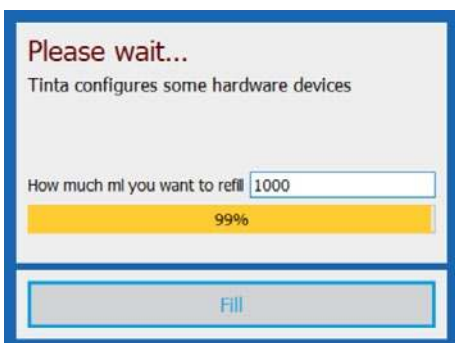 Please wait...
Tinta configures some hardware devices
How much ml you want to refill 1000
99%
Fill